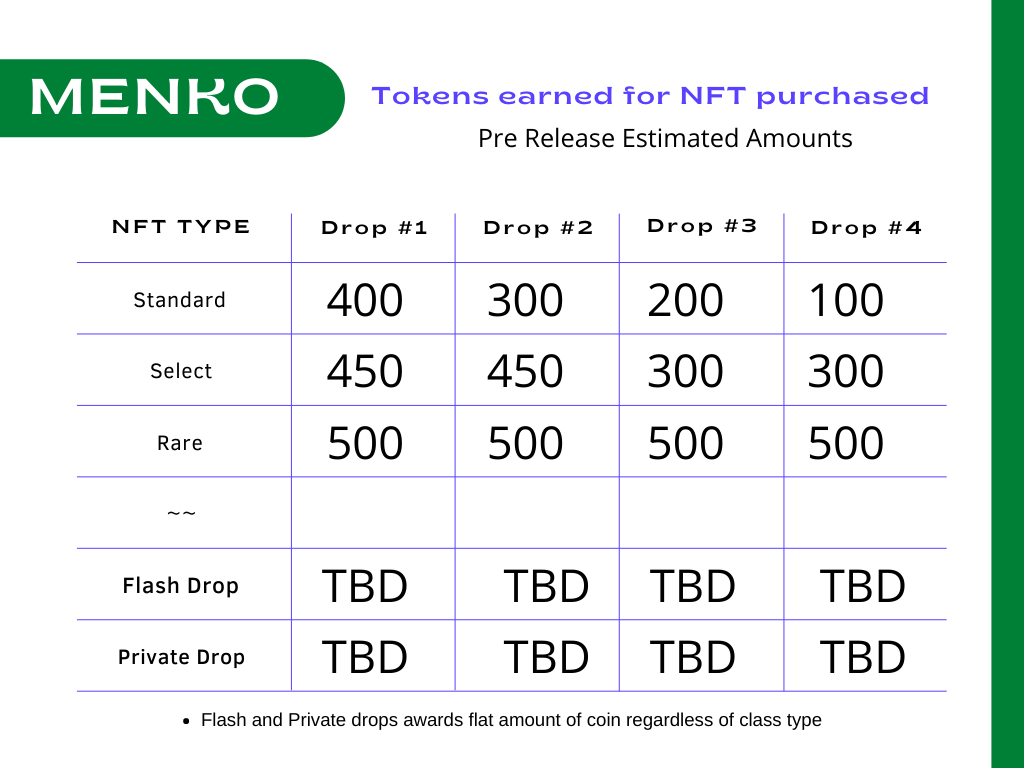 MENKO
Tokens earned for NFT purchased
Pre Release Estimated Amounts
NFT TYPE Drop #1 Drop #2 Drop #3 Drop #4
Standard 400 300 200 100
Select 450 450 300 300
Rare 500 500 500 500
~~
Flash Drop TBD TBD TBD TBD
Private Drop TBD TBD TBD TBD
• Flash and Private drops awards flat amount of coin regardless of class type